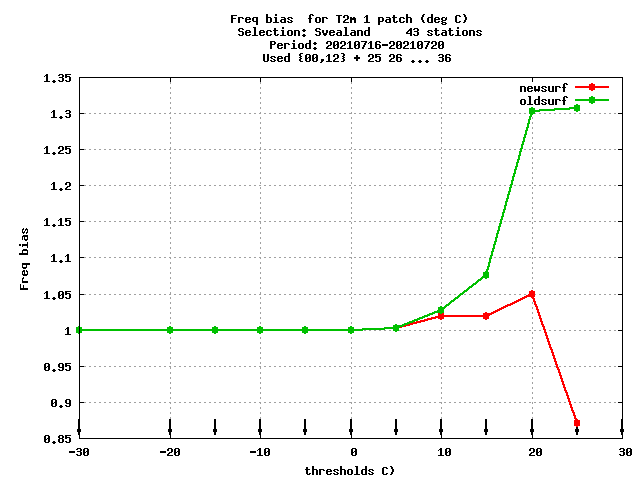 Freq bias  for T2m 1 patch (deg C)
Selection: Svealand     43 stations
Period: 20210716-20210720
Used {00,12} + 25 26 ... 36
newsurf
oldsurf
1.35
1.3
1.25
1.2
1.15
1.1
1.05
1
0.95
0.9
0.85
Freq bias
-30
-20
-10
0
10
20
30
thresholds C)